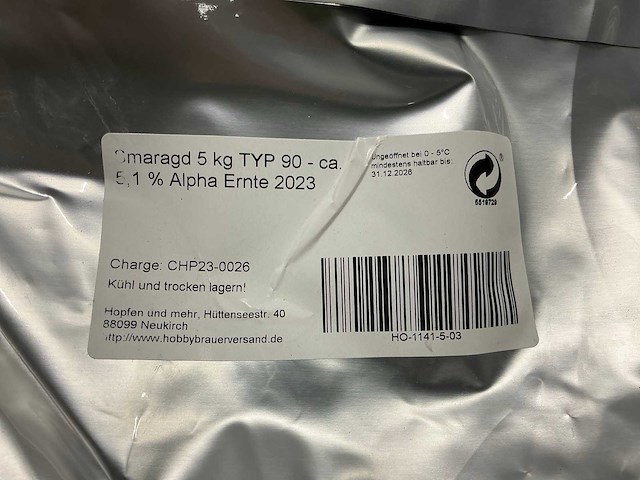 Smaragd 5 kg TYP 90 - ca.
5,1 % Alpha Ernte 2023
Ungeöffnet bei 0 - 5°C
mindestens haltbar bis:
31.12.2026
®
5519729
Charge: CHP23-0026
Kühl und trocken lagern!
Hopfen und mehr, Hüttenseestr. 40
88099 Neukirch
http://www.hobbybrauerversand.de
HO-1141-5-03